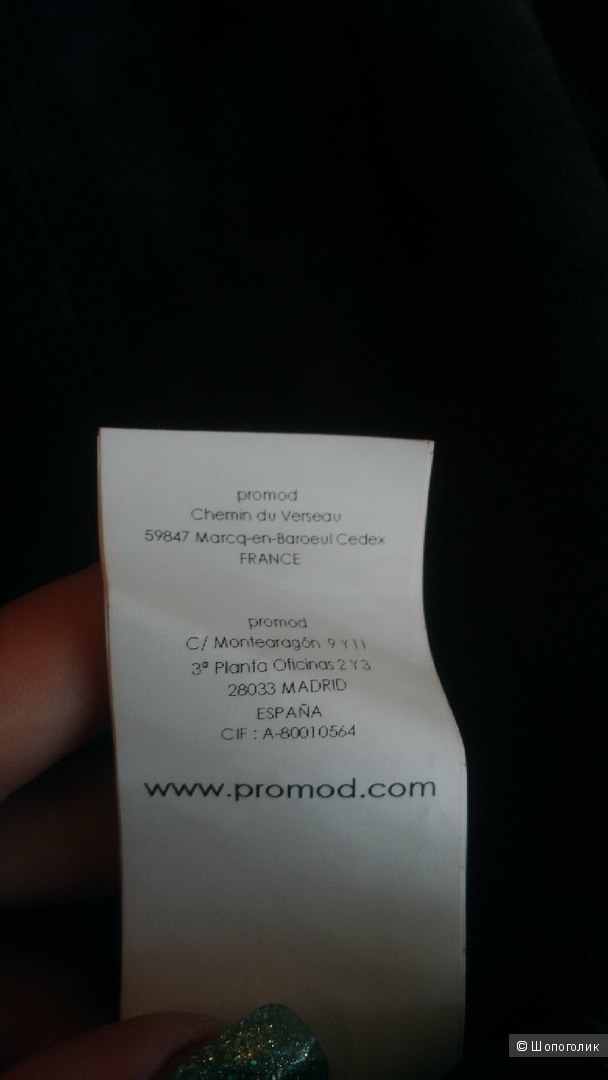 promod
Chemin du Verseau
59847 Marcq-en-Baroeul Cedex
FRANCE
promod
C/ Montearagón 9 Y 11
3ª Planta Oficinas 2 Y 3
28033 MADRID
ESPAÑA
CIF : A-80010564
www.promod.com
© Шопоголик